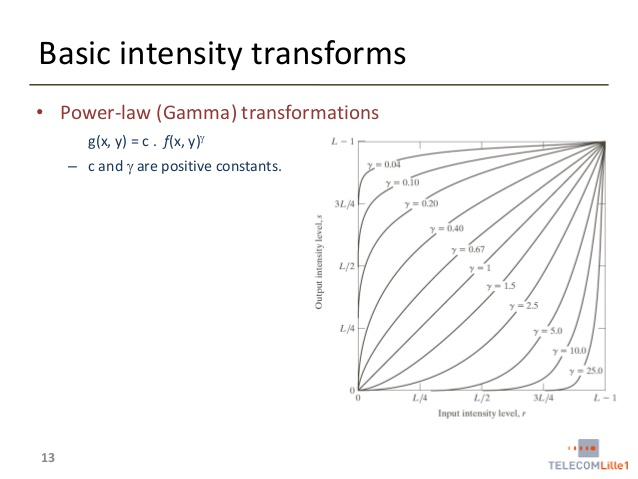 Basic intensity transforms
• Power-law (Gamma) transformations
g(x, y) = c . f(x, y)^γ
– c and γ are positive constants.
L − 1
γ = 0.04
γ = 0.10
3L/4
γ = 0.20
γ = 0.40
γ = 0.67
L/2
γ = 1
γ = 1.5
γ = 2.5
L/4
γ = 5.0
γ = 10.0
γ = 25.0
0
0 L/4 L/2 3L/4 L − 1
Output intensity level, s
Input intensity level, r
13
TELECOMLille1